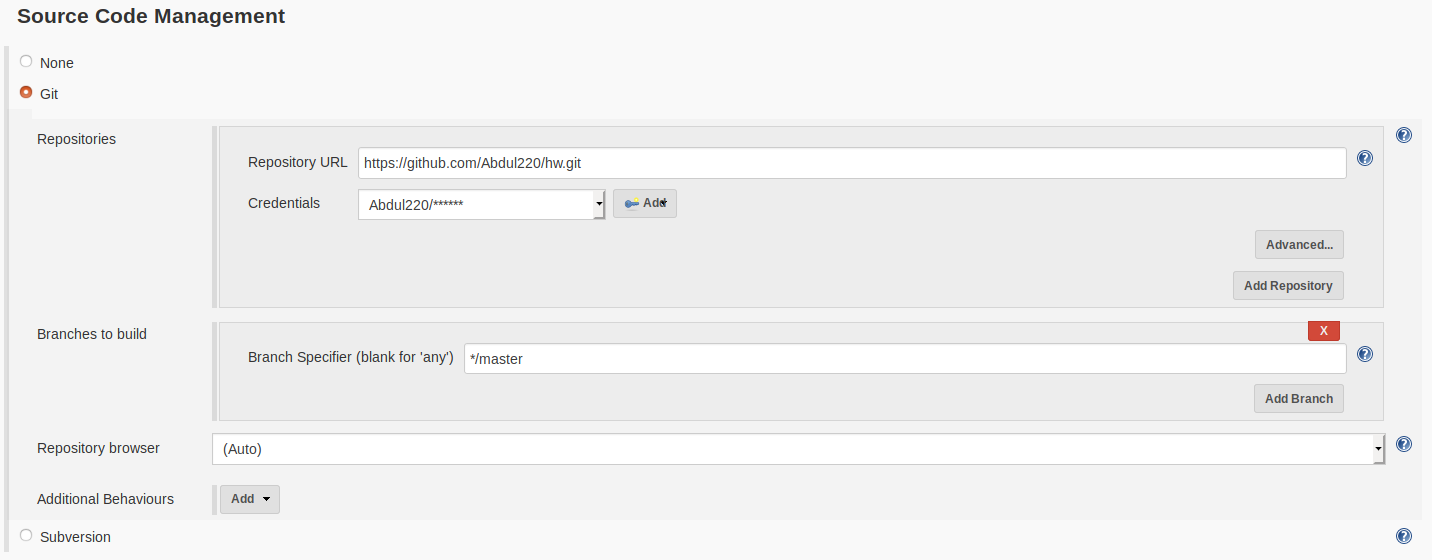 Source Code Management
None
Git
Repositories
Repository URL https://github.com/Abdul220/hw.git
Credentials Abdul220/****** Add
Advanced...
Add Repository
Branches to build
X
Branch Specifier (blank for 'any') */master
Add Branch
Repository browser (Auto)
Additional Behaviours Add
Subversion